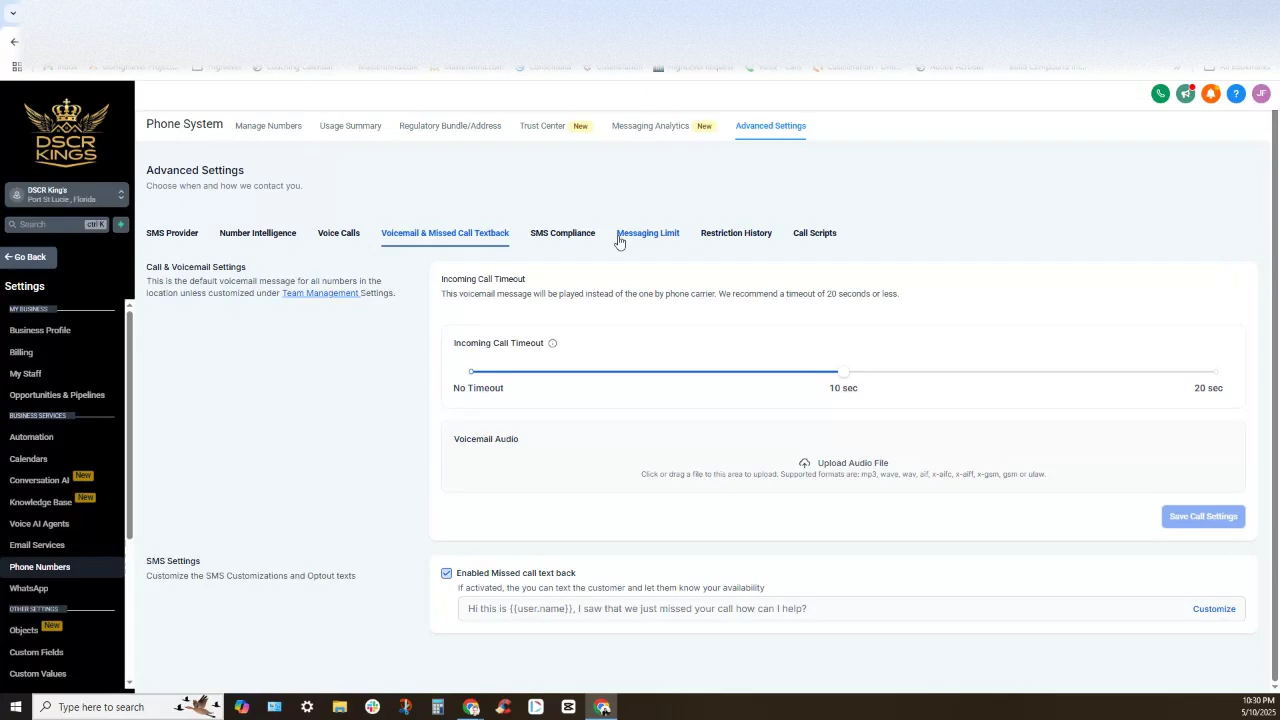 DSCR
KINGS
DSCR King's
Port St Lucie , Florida
Search
ctrl K
Go Back
Settings
MY BUSINESS
Business Profile
Billing
My Staff
Opportunities & Pipelines
BUSINESS SERVICES
Automation
Calendars
Conversation AI New
Knowledge Base New
Voice AI Agents
Email Services
Phone Numbers
WhatsApp
OTHER SETTINGS
Objects New
Custom Fields
Custom Values
JF
Phone System Manage Numbers Usage Summary Regulatory Bundle/Address Trust Center New Messaging Analytics New Advanced Settings
Advanced Settings
Choose when and how we contact you.
SMS Provider Number Intelligence Voice Calls Voicemail & Missed Call Textback SMS Compliance Messaging Limit Restriction History Call Scripts
Call & Voicemail Settings
This is the default voicemail message for all numbers in the
location unless customized under Team Management Settings.
Incoming Call Timeout
This voicemail message will be played instead of the one by phone carrier. We recommend a timeout of 20 seconds or less.
Incoming Call Timeout
No Timeout 10 sec 20 sec
Voicemail Audio
Upload Audio File
Click or drag a file to this area to upload. Supported formats are: mp3, wave, wav, aif, x-aifc, x-aiff, x-gsm, gsm or ulaw.
Save Call Settings
SMS Settings
Customize the SMS Customizations and Optout texts
Enabled Missed call text back
If activated, the you can text the customer and let them know your availability
Hi this is {{user.name}}, I saw that we just missed your call how can I help? Customize
Type here to search
10:30 PM
5/10/2025